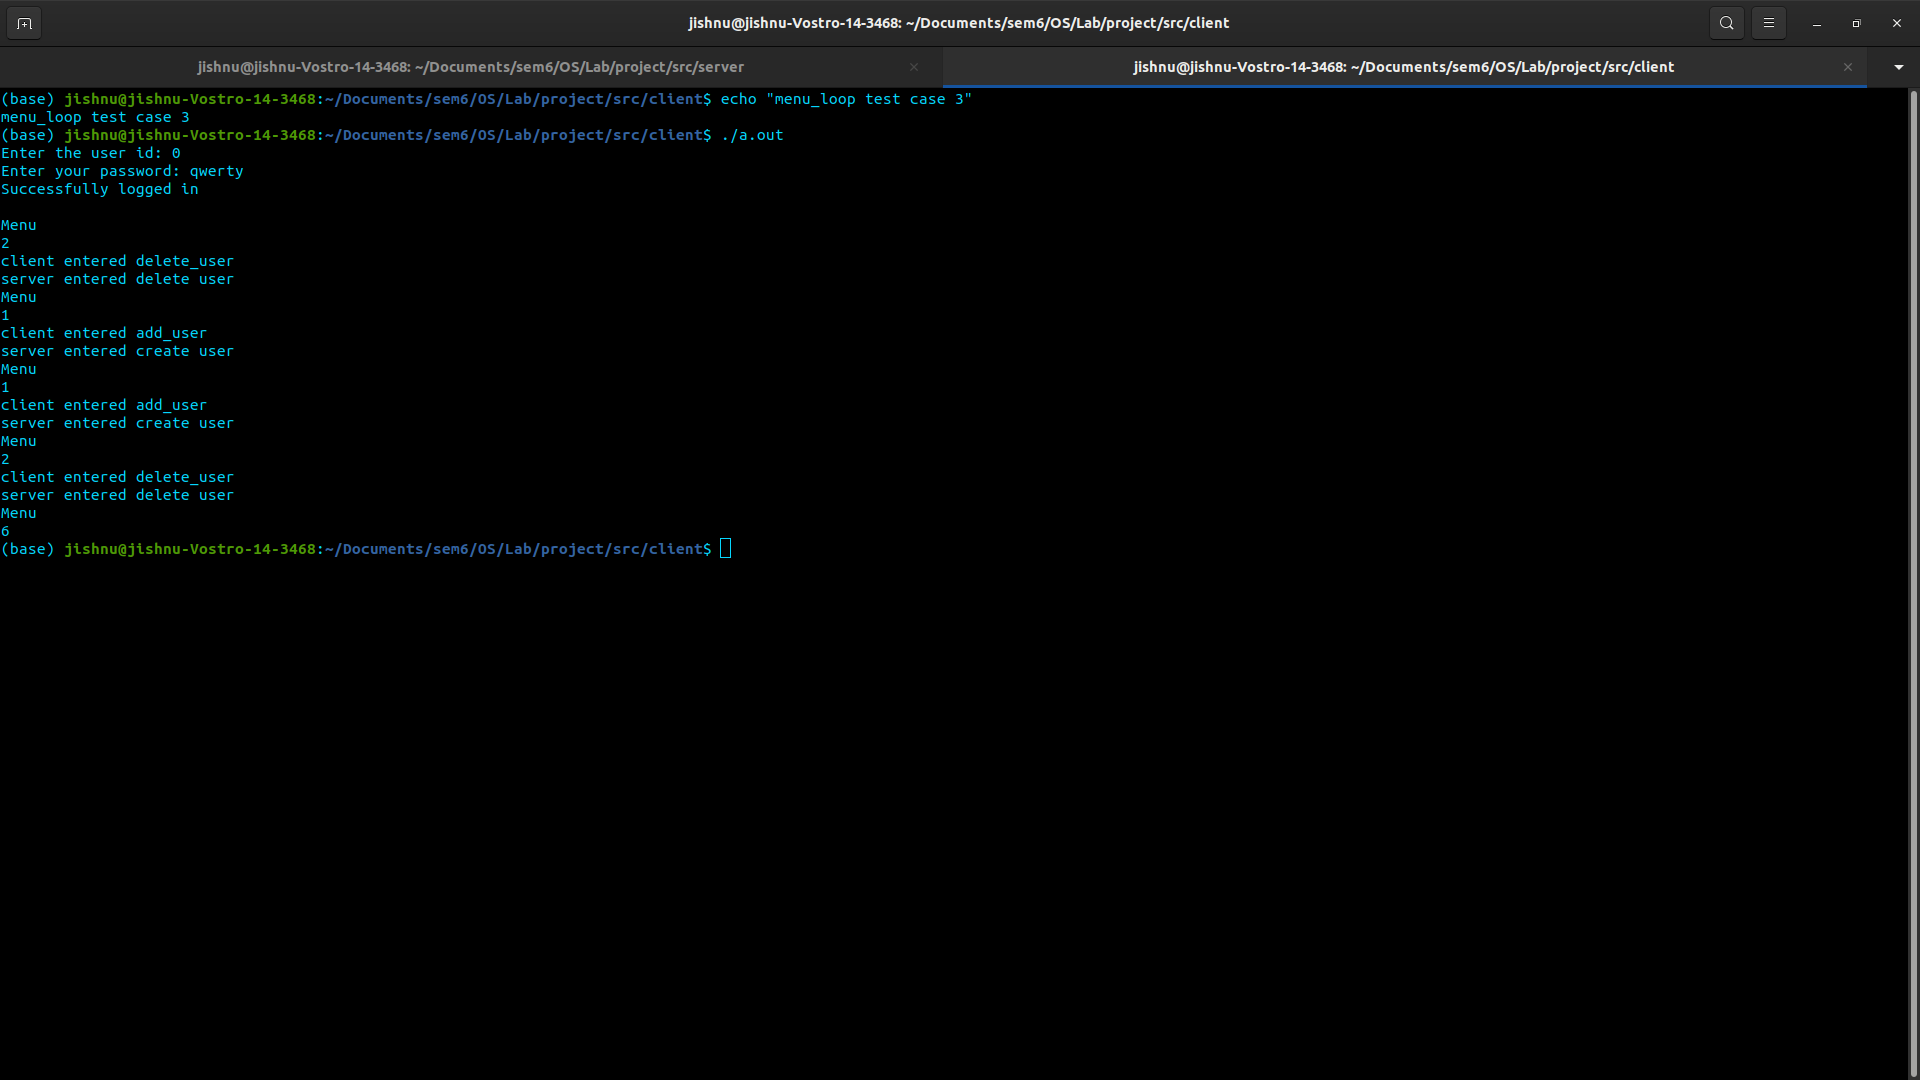 jishnu@jishnu-Vostro-14-3468: ~/Documents/sem6/OS/Lab/project/src/client
jishnu@jishnu-Vostro-14-3468: ~/Documents/sem6/OS/Lab/project/src/server
jishnu@jishnu-Vostro-14-3468: ~/Documents/sem6/OS/Lab/project/src/client
(base) jishnu@jishnu-Vostro-14-3468:~/Documents/sem6/OS/Lab/project/src/client$ echo "menu_loop test case 3"
menu_loop test case 3
(base) jishnu@jishnu-Vostro-14-3468:~/Documents/sem6/OS/Lab/project/src/client$ ./a.out
Enter the user id: 0
Enter your password: qwerty
Successfully logged in
Menu
2
client entered delete_user
server entered delete user
Menu
1
client entered add_user
server entered create user
Menu
1
client entered add_user
server entered create user
Menu
2
client entered delete_user
server entered delete user
Menu
6
(base) jishnu@jishnu-Vostro-14-3468:~/Documents/sem6/OS/Lab/project/src/client$